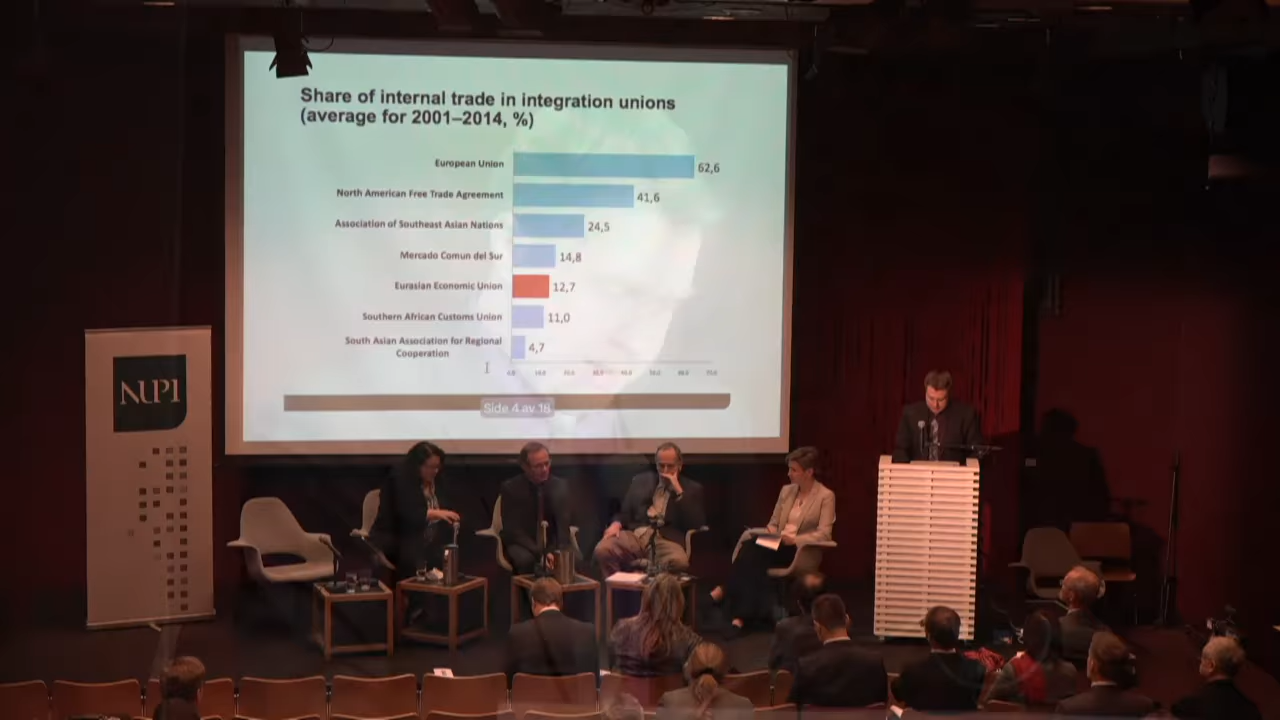 Share of internal trade in integration unions
(average for 2001–2014, %)
European Union 62,6
North American Free Trade Agreement 41,6
Association of Southeast Asian Nations 24,5
Mercado Comun del Sur 14,8
Eurasian Economic Union 12,7
Southern African Customs Union 11,0
South Asian Association for Regional
Cooperation 4,7
Side 4 av 16
NUPI